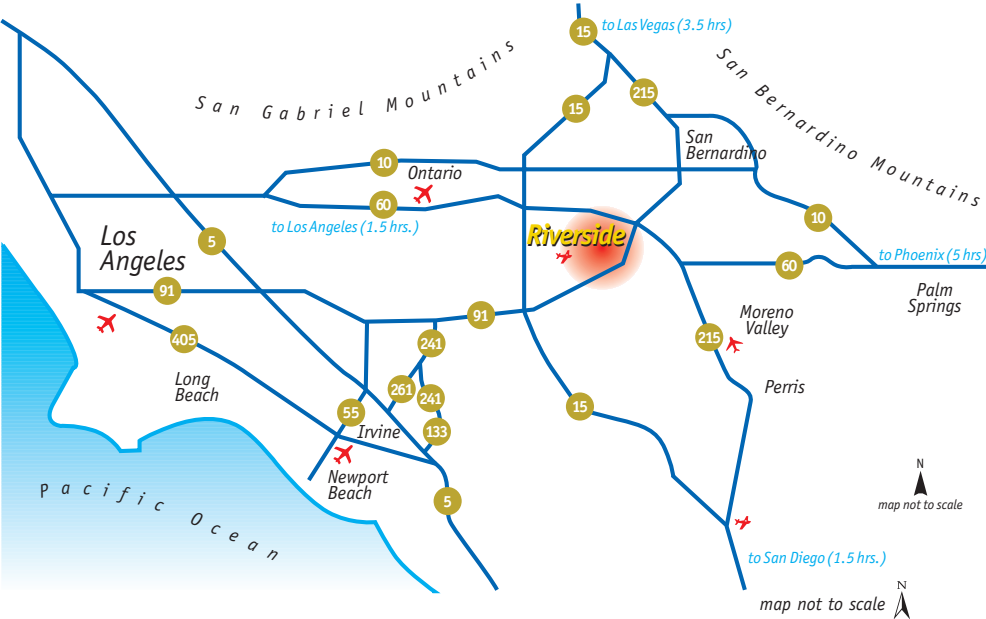 15
to Las Vegas (3.5 hrs)
San Gabriel Mountains
San Bernardino Mountains
215
15
San
Bernardino
10
Ontario
60
to Los Angeles (1.5 hrs.)
10
Los
Angeles
5
Riverside
to Phoenix (5 hrs)
60
Palm
Springs
91
91
Moreno
Valley
405
241
215
Long
Beach
261
241
Perris
55
15
Irvine
133
Newport
Beach
5
Pacific Ocean
N
map not to scale
to San Diego (1.5 hrs.)
N
map not to scale